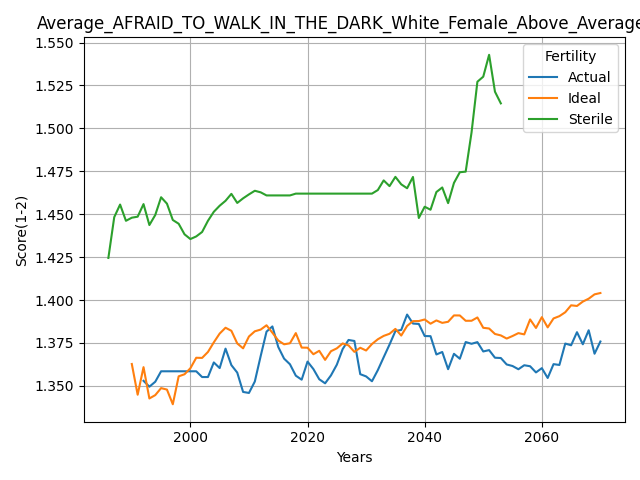 Average_AFRAID_TO_WALK_IN_THE_DARK_White_Female_Above_Average
1.550
1.525
1.500
1.475
1.450
1.425
1.400
1.375
1.350
Score(1-2)
Fertility
Actual
Ideal
Sterile
2000 2020 2040 2060
Years